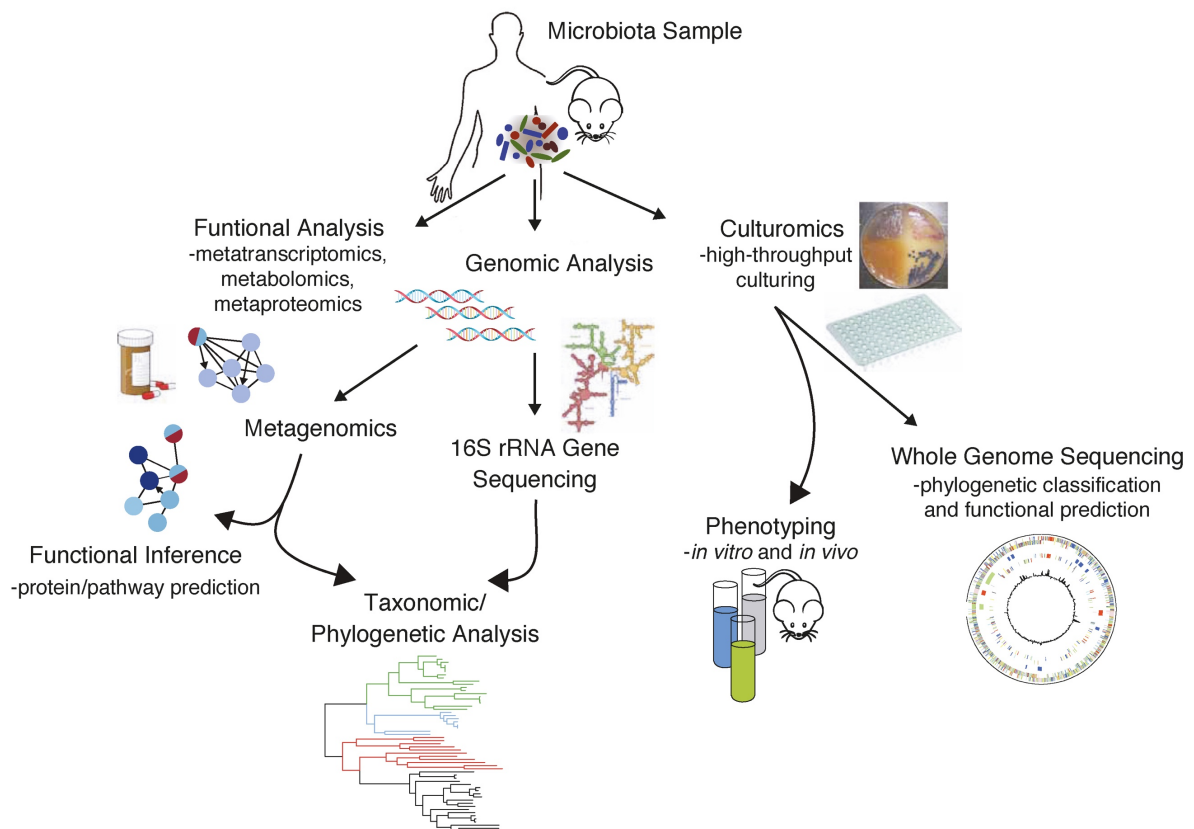 Microbiota Sample
Funtional Analysis
-metatranscriptomics,
metabolomics,
metaproteomics
Genomic Analysis
Culturomics
-high-throughput
culturing
Metagenomics
16S rRNA Gene
Sequencing
Whole Genome Sequencing
-phylogenetic classification
and functional prediction
Phenotyping
-in vitro and in vivo
Functional Inference
-protein/pathway prediction
Taxonomic/
Phylogenetic Analysis